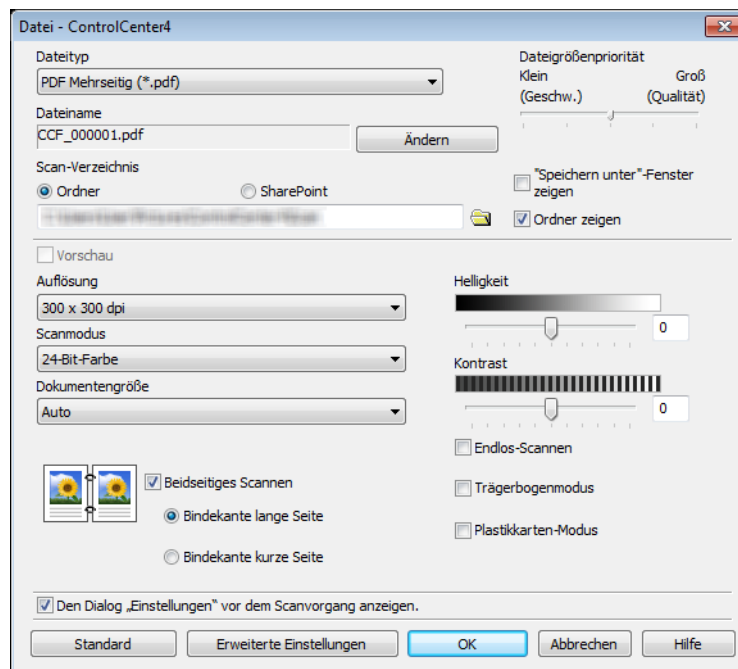 Datei - ControlCenter4
Dateityp
PDF Mehrseitig (*.pdf)
Dateigrößenpriorität
Klein Groß
(Geschw.) (Qualität)
Dateiname
CCF_000001.pdf
Ändern
Scan-Verzeichnis
Ordner SharePoint
"Speichern unter"-Fenster
zeigen
Ordner zeigen
Vorschau
Auflösung
300 x 300 dpi
Scanmodus
24-Bit-Farbe
Dokumentengröße
Auto
Helligkeit
0
Kontrast
0
Endlos-Scannen
Trägerbogenmodus
Plastikkarten-Modus
Beidseitiges Scannen
Bindekante lange Seite
Bindekante kurze Seite
Den Dialog „Einstellungen" vor dem Scanvorgang anzeigen.
Standard Erweiterte Einstellungen OK Abbrechen Hilfe